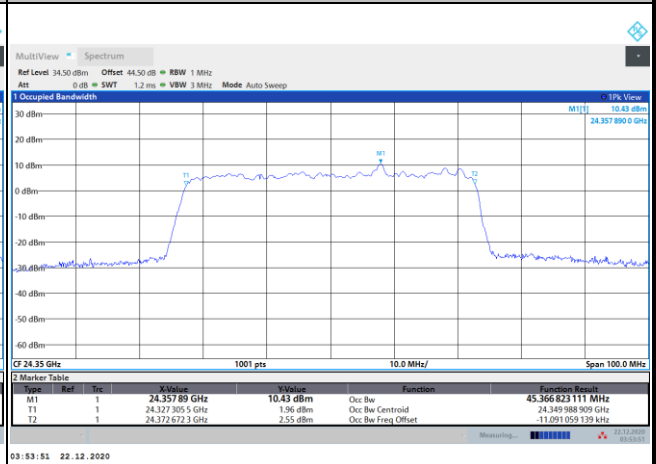 MultiView Spectrum
Ref Level 34.50 dBm Offset 44.50 dB RBW 1 MHz
Att 0 dB SWT 1.2 ms VBW 3 MHz Mode Auto Sweep
1 Occupied Bandwidth 1Pk View
M1[1] 10.43 dBm
24.357 890 0 GHz
30 dBm
20 dBm
M1
10 dBm
T1 T2
0 dBm
-10 dBm
-20 dBm
-30 dBm
-40 dBm
-50 dBm
-60 dBm
CF 24.35 GHz 1001 pts 10.0 MHz/ Span 100.0 MHz
2 Marker Table
Type Ref Trc X-Value Y-Value Function Function Result
M1 1 24.35789 GHz 10.43 dBm Occ Bw 45.366 823 111 MHz
T1 1 24.327 305 5 GHz 1.96 dBm Occ Bw Centroid 24.349 988 909 GHz
T2 1 24.372 672 3 GHz 2.55 dBm Occ Bw Freq Offset -11.091 059 139 kHz
Measuring... 22.12.2020
03:53:51
03:53:51 22.12.2020